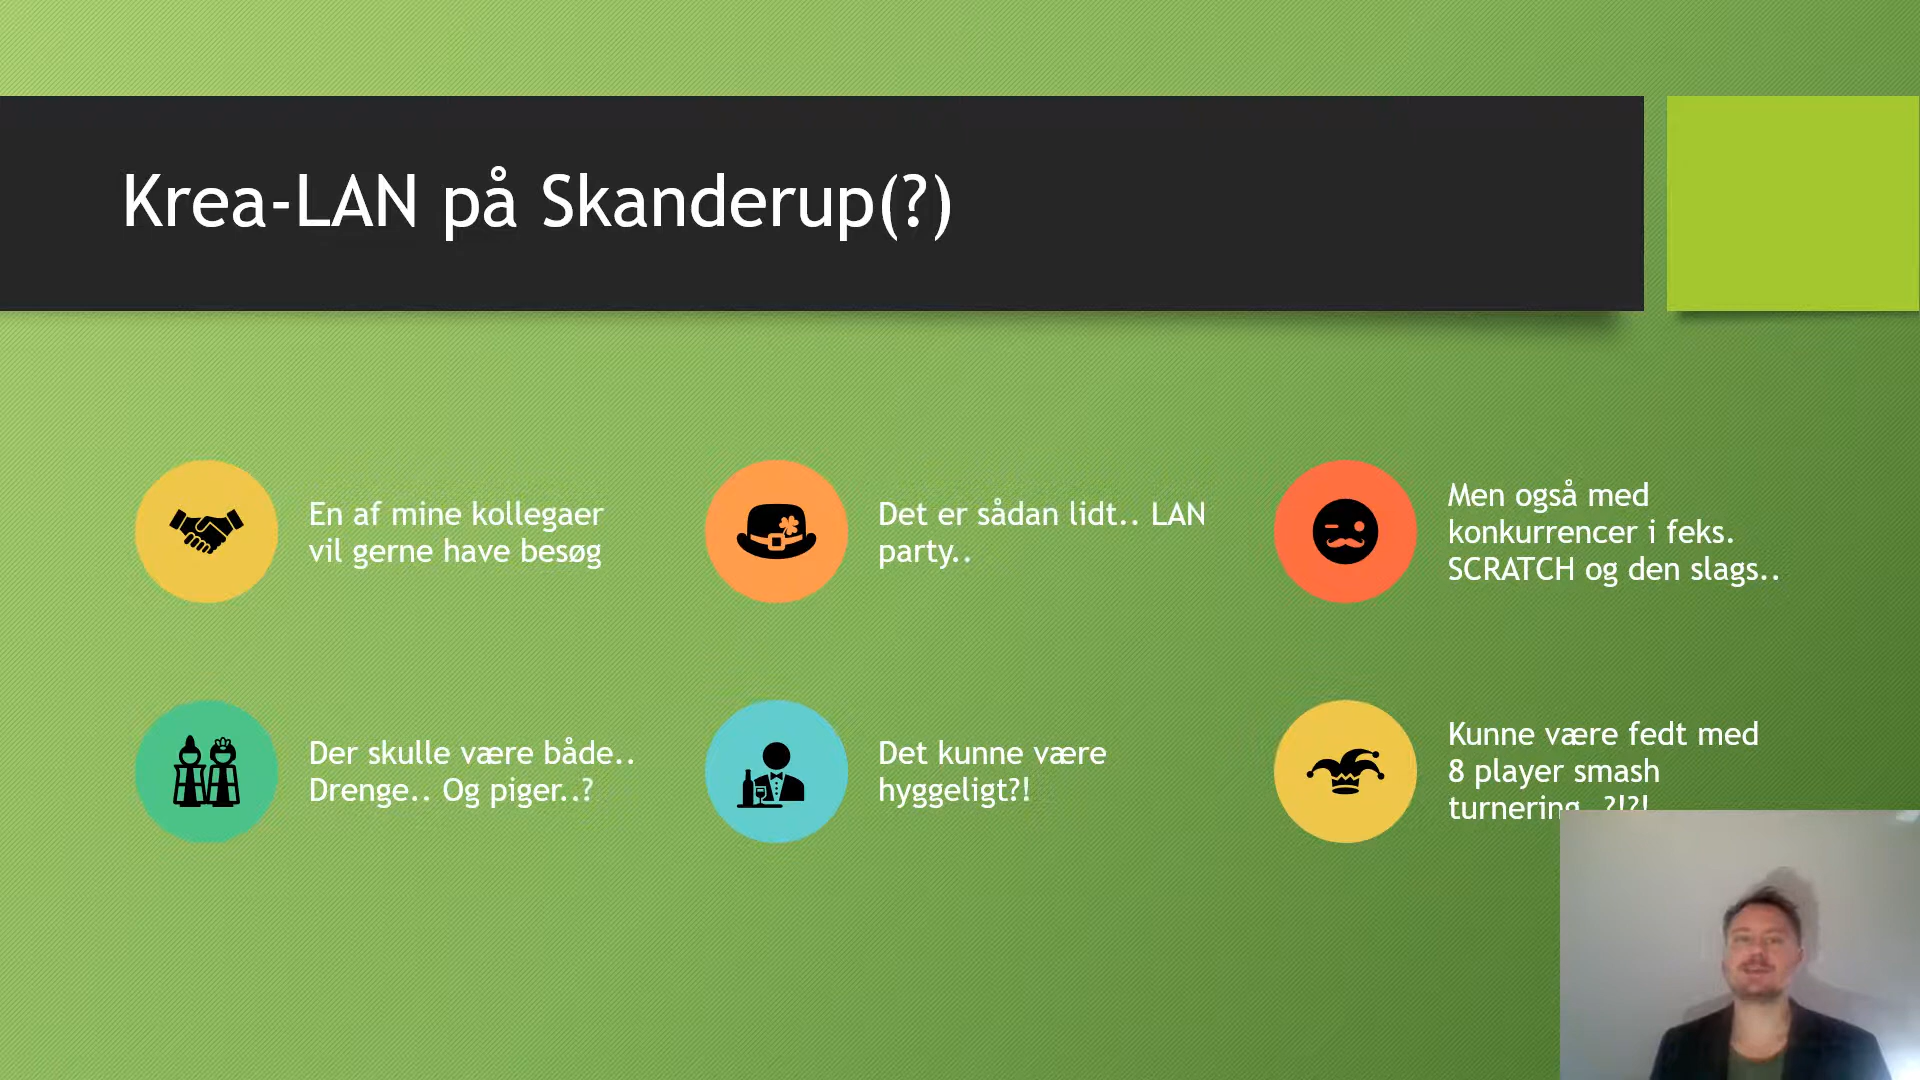 Krea-LAN på Skanderup(?)
En af mine kollegaer
vil gerne have besøg
Det er sådan lidt.. LAN
party..
Men også med
konkurrencer i feks.
SCRATCH og den slags..
Der skulle være både..
Drenge.. Og piger..?
Det kunne være
hyggeligt?!
Kunne være fedt med
8 player smash
turnering..?!?!